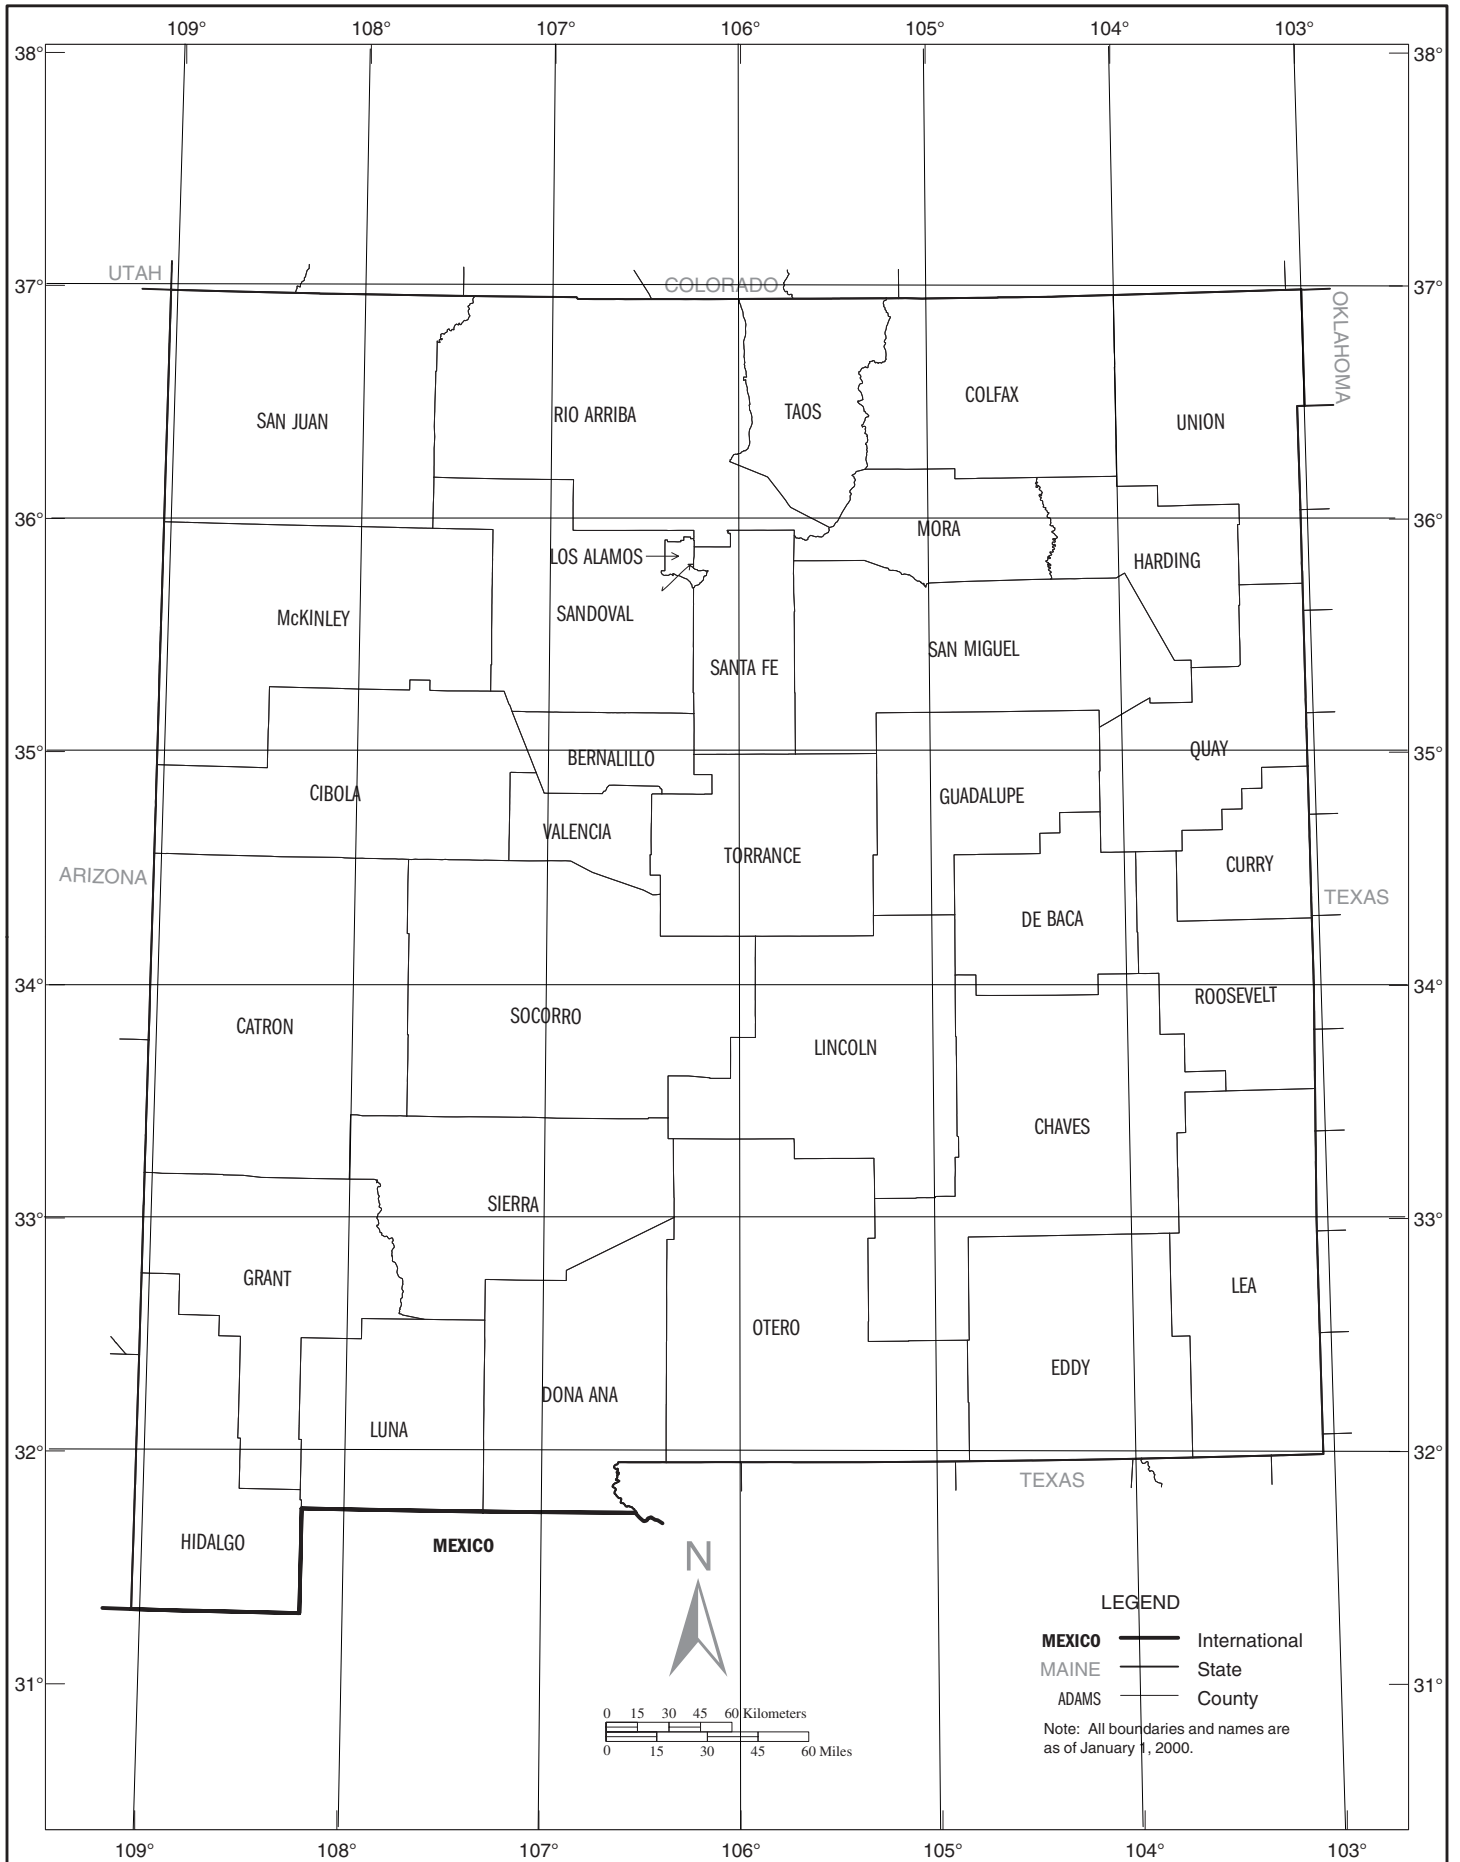 109° 108° 107° 106° 105° 104° 103°
38° 38°
UTAH COLORADO
37° 37°
OKLAHOMA
COLFAX
TAOS
RIO ARRIBA
SAN JUAN UNION
36° 36°
MORA
LOS ALAMOS HARDING
SANDOVAL
McKINLEY
SAN MIGUEL
SANTA FE
35° QUAY 35°
BERNALILLO
CIBOLA GUADALUPE
VALENCIA
TORRANCE
CURRY
ARIZONA TEXAS
DE BACA
34° 34°
ROOSEVELT
SOCORRO
CATRON
LINCOLN
CHAVES
SIERRA
33° 33°
GRANT
LEA
OTERO
EDDY
DONA ANA
LUNA
32° 32°
TEXAS
HIDALGO MEXICO
N
LEGEND
MEXICO International
MAINE State
31° 31°
ADAMS County
0 15 30 45 60 Kilometers
0 15 30 45 60 Miles
Note: All boundaries and names are
as of January 1, 2000.
109° 108° 107° 106° 105° 104° 103°